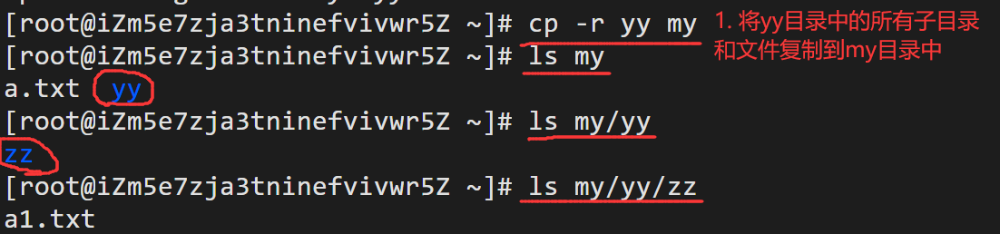 [root@iZm5e7zja3tninefvivwr5Z ~]# cp -r yy my
1. 将yy目录中的所有子目录
和文件复制到my目录中
[root@iZm5e7zja3tninefvivwr5Z ~]# ls my
a.txt yy
[root@iZm5e7zja3tninefvivwr5Z ~]# ls my/yy
zz
[root@iZm5e7zja3tninefvivwr5Z ~]# ls my/yy/zz
a1.txt